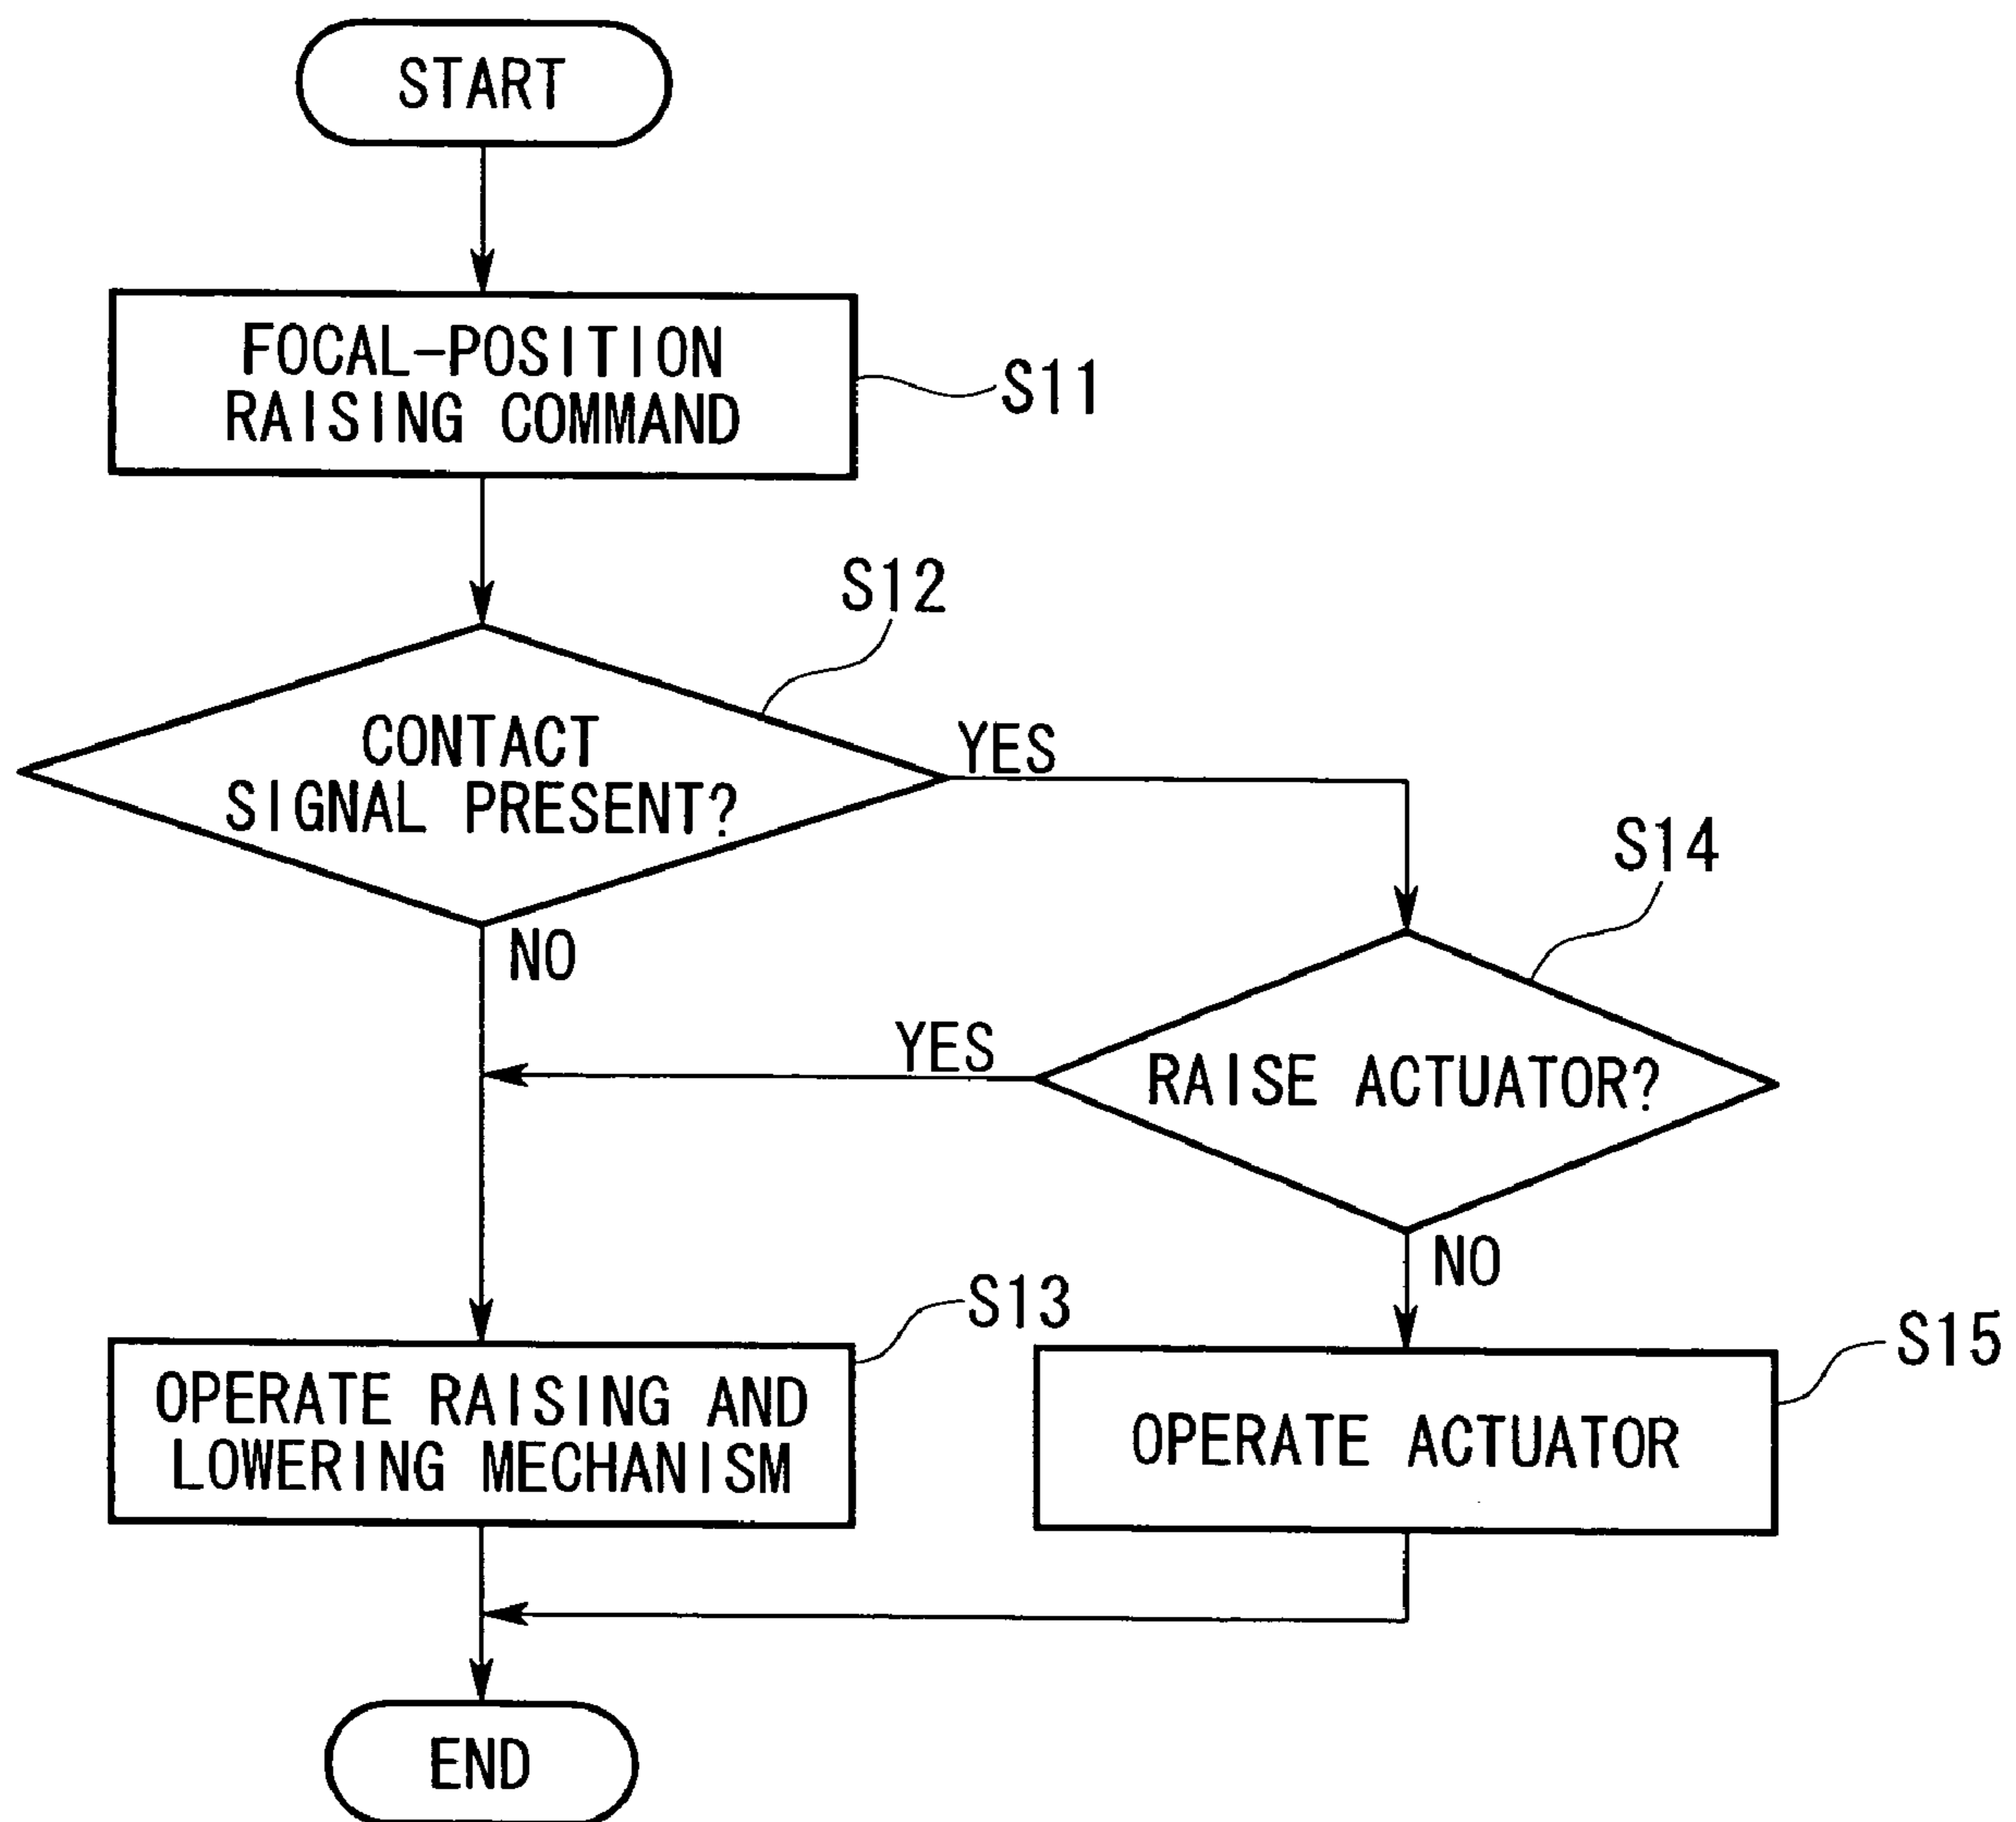 START
FOCAL-POSITION
RAISING COMMAND
S11
S12
CONTACT
SIGNAL PRESENT?
YES
NO
S14
YES
RAISE ACTUATOR?
NO
S13
OPERATE RAISING AND
LOWERING MECHANISM
S15
OPERATE ACTUATOR
END